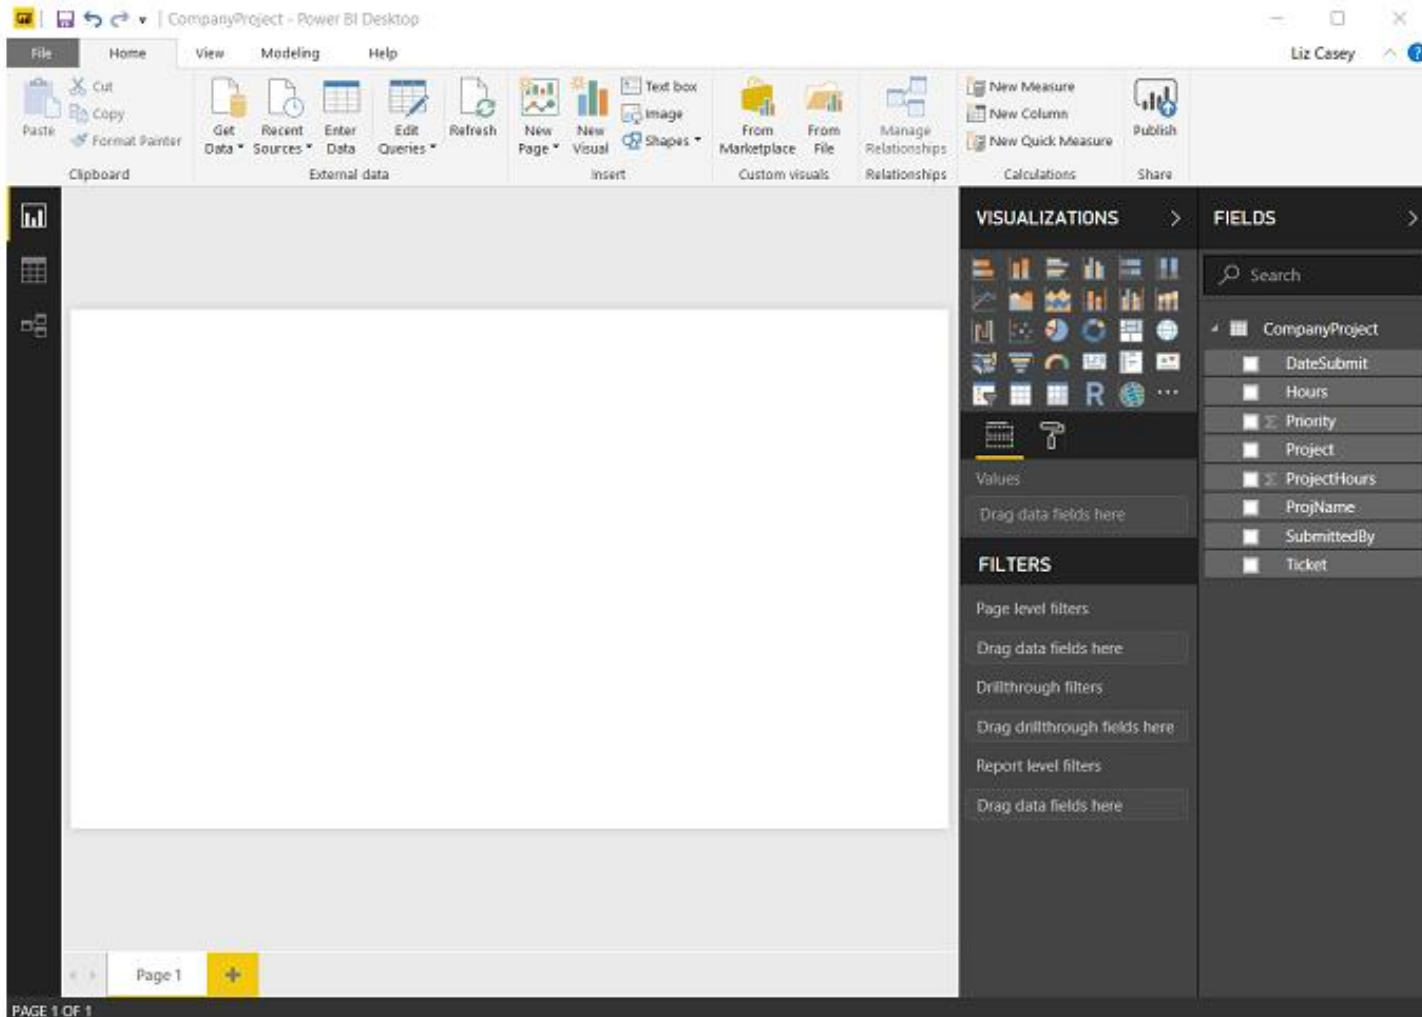 CompanyProject - Power BI Desktop
File Home View Modeling Help Liz Casey
Paste
Cut
Copy
Format Painter
Clipboard
Get Data
Recent Sources
Enter Data
Edit Queries
Refresh
External data
New Page
New Visual
Text box
Image
Shapes
Insert
From Marketplace
From File
Custom visuals
Manage Relationships
Relationships
New Measure
New Column
New Quick Measure
Calculations
Publish
Share
VISUALIZATIONS
R
Values
Drag data fields here
FILTERS
Page level filters
Drag data fields here
Drillthrough filters
Drag drillthrough fields here
Report level filters
Drag data fields here
FIELDS
Search
CompanyProject
DateSubmit
Hours
Σ Priority
Project
Σ ProjectHours
ProjName
SubmittedBy
Ticket
Page 1
PAGE 1 OF 1